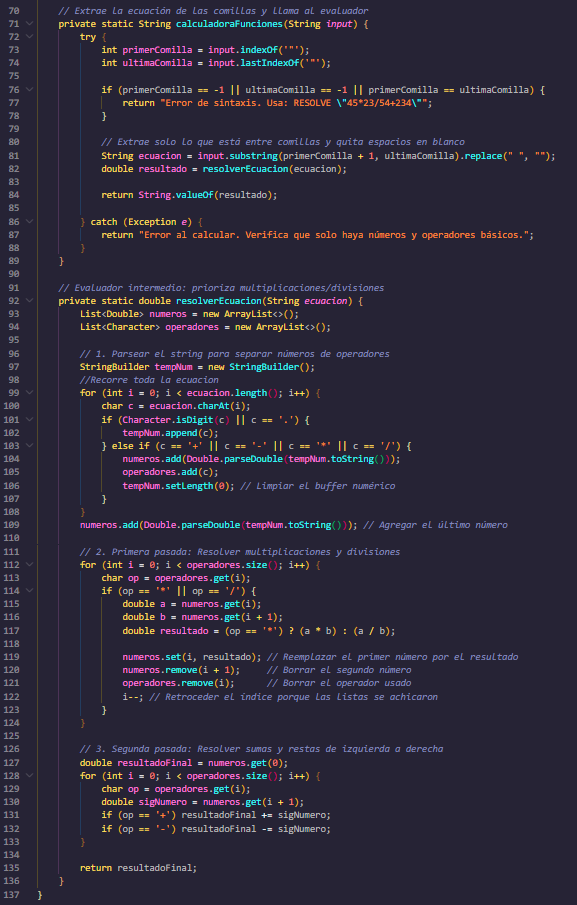 70 // Extrae la ecuación de las comillas y llama al evaluador
71 private static String calculadoraFunciones(String input) {
72 try {
73 int primerComilla = input.indexOf('"');
74 int ultimaComilla = input.lastIndexOf('"');
75
76 if (primerComilla == -1 || ultimaComilla == -1 || primerComilla == ultimaComilla) {
77 return "Error de sintaxis. Usa: RESOLVE \"45*23/54+234\"";
78 }
79
80 // Extrae solo lo que está entre comillas y quita espacios en blanco
81 String ecuacion = input.substring(primerComilla + 1, ultimaComilla).replace(" ", "");
82 double resultado = resolverEcuacion(ecuacion);
83
84 return String.valueOf(resultado);
85
86 } catch (Exception e) {
87 return "Error al calcular. Verifica que solo haya números y operadores básicos.";
88 }
89 }
90
91 // Evaluador intermedio: prioriza multiplicaciones/divisiones
92 private static double resolverEcuacion(String ecuacion) {
93 List<Double> numeros = new ArrayList<>();
94 List<Character> operadores = new ArrayList<>();
95
96 // 1. Parsear el string para separar números de operadores
97 StringBuilder tempNum = new StringBuilder();
98 //Recorre toda la ecuacion
99 for (int i = 0; i < ecuacion.length(); i++) {
100 char c = ecuacion.charAt(i);
101 if (Character.isDigit(c) || c == '.') {
102 tempNum.append(c);
103 } else if (c == '+' || c == '-' || c == '*' || c == '/') {
104 numeros.add(Double.parseDouble(tempNum.toString()));
105 operadores.add(c);
106 tempNum.setLength(0); // Limpiar el buffer numérico
107 }
108 }
109 numeros.add(Double.parseDouble(tempNum.toString())); // Agregar el último número
110
111 // 2. Primera pasada: Resolver multiplicaciones y divisiones
112 for (int i = 0; i < operadores.size(); i++) {
113 char op = operadores.get(i);
114 if (op == '*' || op == '/') {
115 double a = numeros.get(i);
116 double b = numeros.get(i + 1);
117 double resultado = (op == '*') ? (a * b) : (a / b);
118
119 numeros.set(i, resultado); // Reemplazar el primer número por el resultado
120 numeros.remove(i + 1); // Borrar el segundo número
121 operadores.remove(i); // Borrar el operador usado
122 i--; // Retroceder el índice porque las listas se achicaron
123 }
124 }
125
126 // 3. Segunda pasada: Resolver sumas y restas de izquierda a derecha
127 double resultadoFinal = numeros.get(0);
128 for (int i = 0; i < operadores.size(); i++) {
129 char op = operadores.get(i);
130 double sigNumero = numeros.get(i + 1);
131 if (op == '+') resultadoFinal += sigNumero;
132 if (op == '-') resultadoFinal -= sigNumero;
133 }
134
135 return resultadoFinal;
136 }
137 }